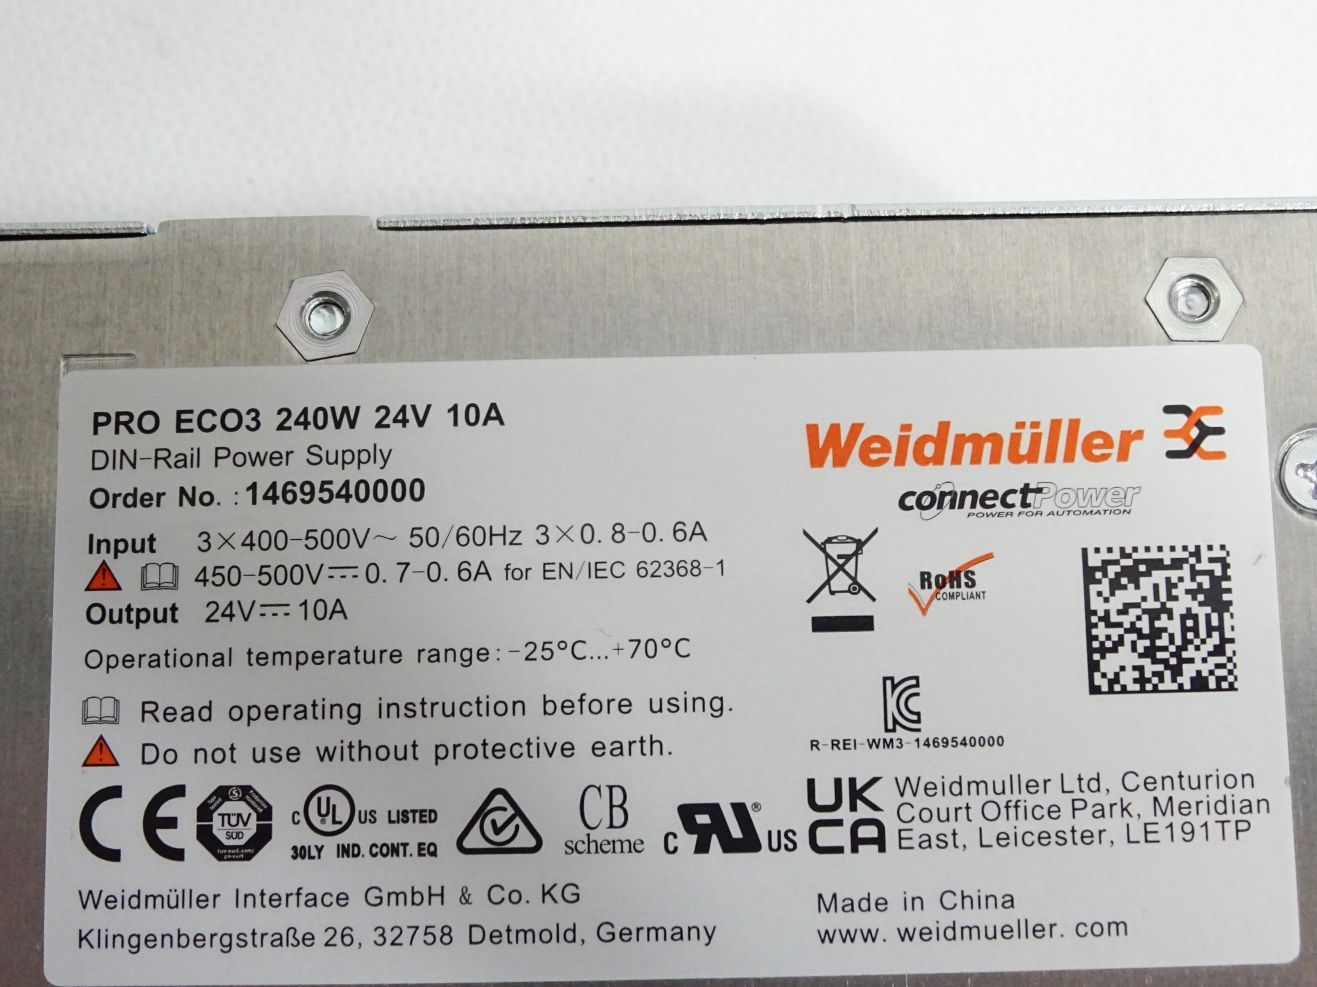 PRO ECO3 240W 24V 10A
DIN-Rail Power Supply
Order No. : 1469540000
Input 3×400-500V~ 50/60Hz 3×0.8-0.6A
450-500V⎓0.7-0.6A for EN/IEC 62368-1
Output 24V⎓10A
Operational temperature range: -25°C...+70°C
Read operating instruction before using.
Do not use without protective earth.
Weidmüller
connectPower
POWER FOR AUTOMATION
RoHS
COMPLIANT
R-REI-WM3-1469540000
CE
TÜV
SÜD
C UL US LISTED
30LY IND. CONT. EQ
CB
scheme
C RU® US
UK
CA
Weidmuller Ltd, Centurion
Court Office Park, Meridian
East, Leicester, LE191TP
Weidmüller Interface GmbH & Co. KG
Klingenbergstraße 26, 32758 Detmold, Germany
Made in China
www.weidmueller.com